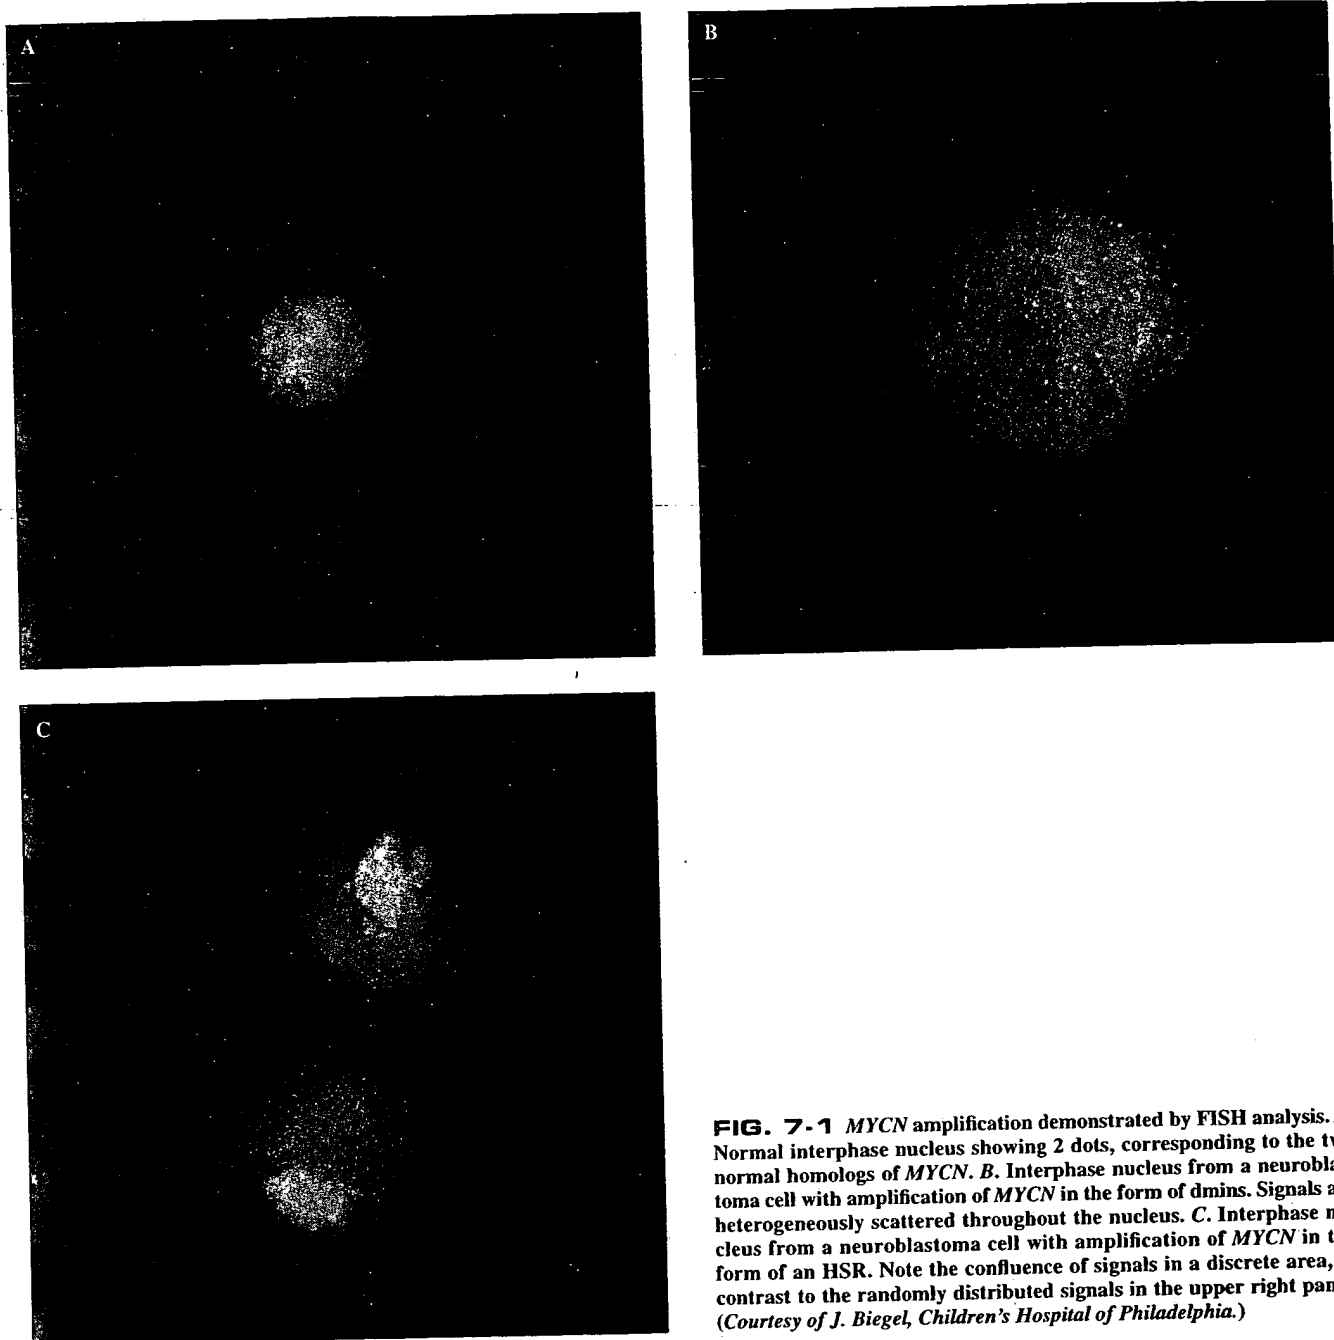 A
B
C
FIG. 7-1 MYCN amplification demonstrated by FISH analysis.
Normal interphase nucleus showing 2 dots, corresponding to the
normal homologs of MYCN. B. Interphase nucleus from a neurobla
toma cell with amplification of MYCN in the form of dmins. Signals a
heterogeneously scattered throughout the nucleus. C. Interphase n
cleus from a neuroblastoma cell with amplification of MYCN in t
form of an HSR. Note the confluence of signals in a discrete area,
contrast to the randomly distributed signals in the upper right pan
(Courtesy of J. Biegel, Children's Hospital of Philadelphia.)